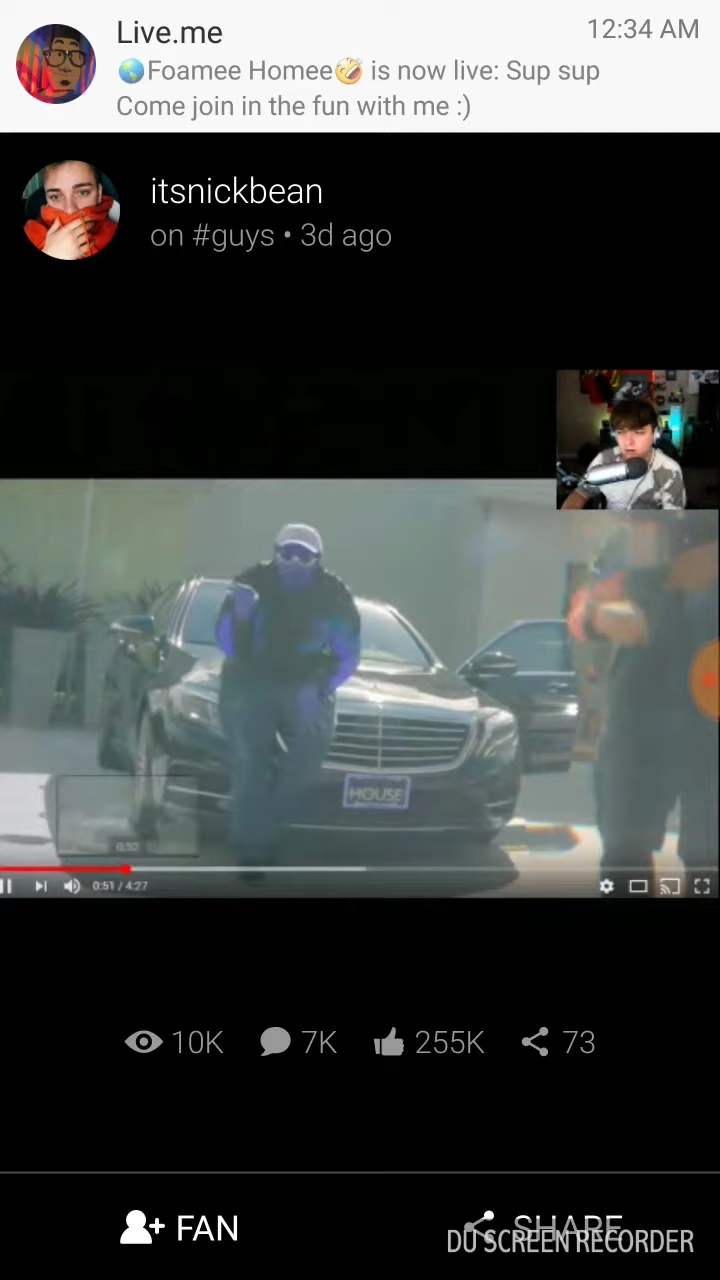 Live.me
12:34 AM
🌎Foamee Homee🤣 is now live: Sup sup
Come join in the fun with me :)
itsnickbean
on #guys • 3d ago
HOUSE
0:52
0:51 / 4:27
10K
7K
255K
73
FAN
SHARE
DU SCREEN RECORDER